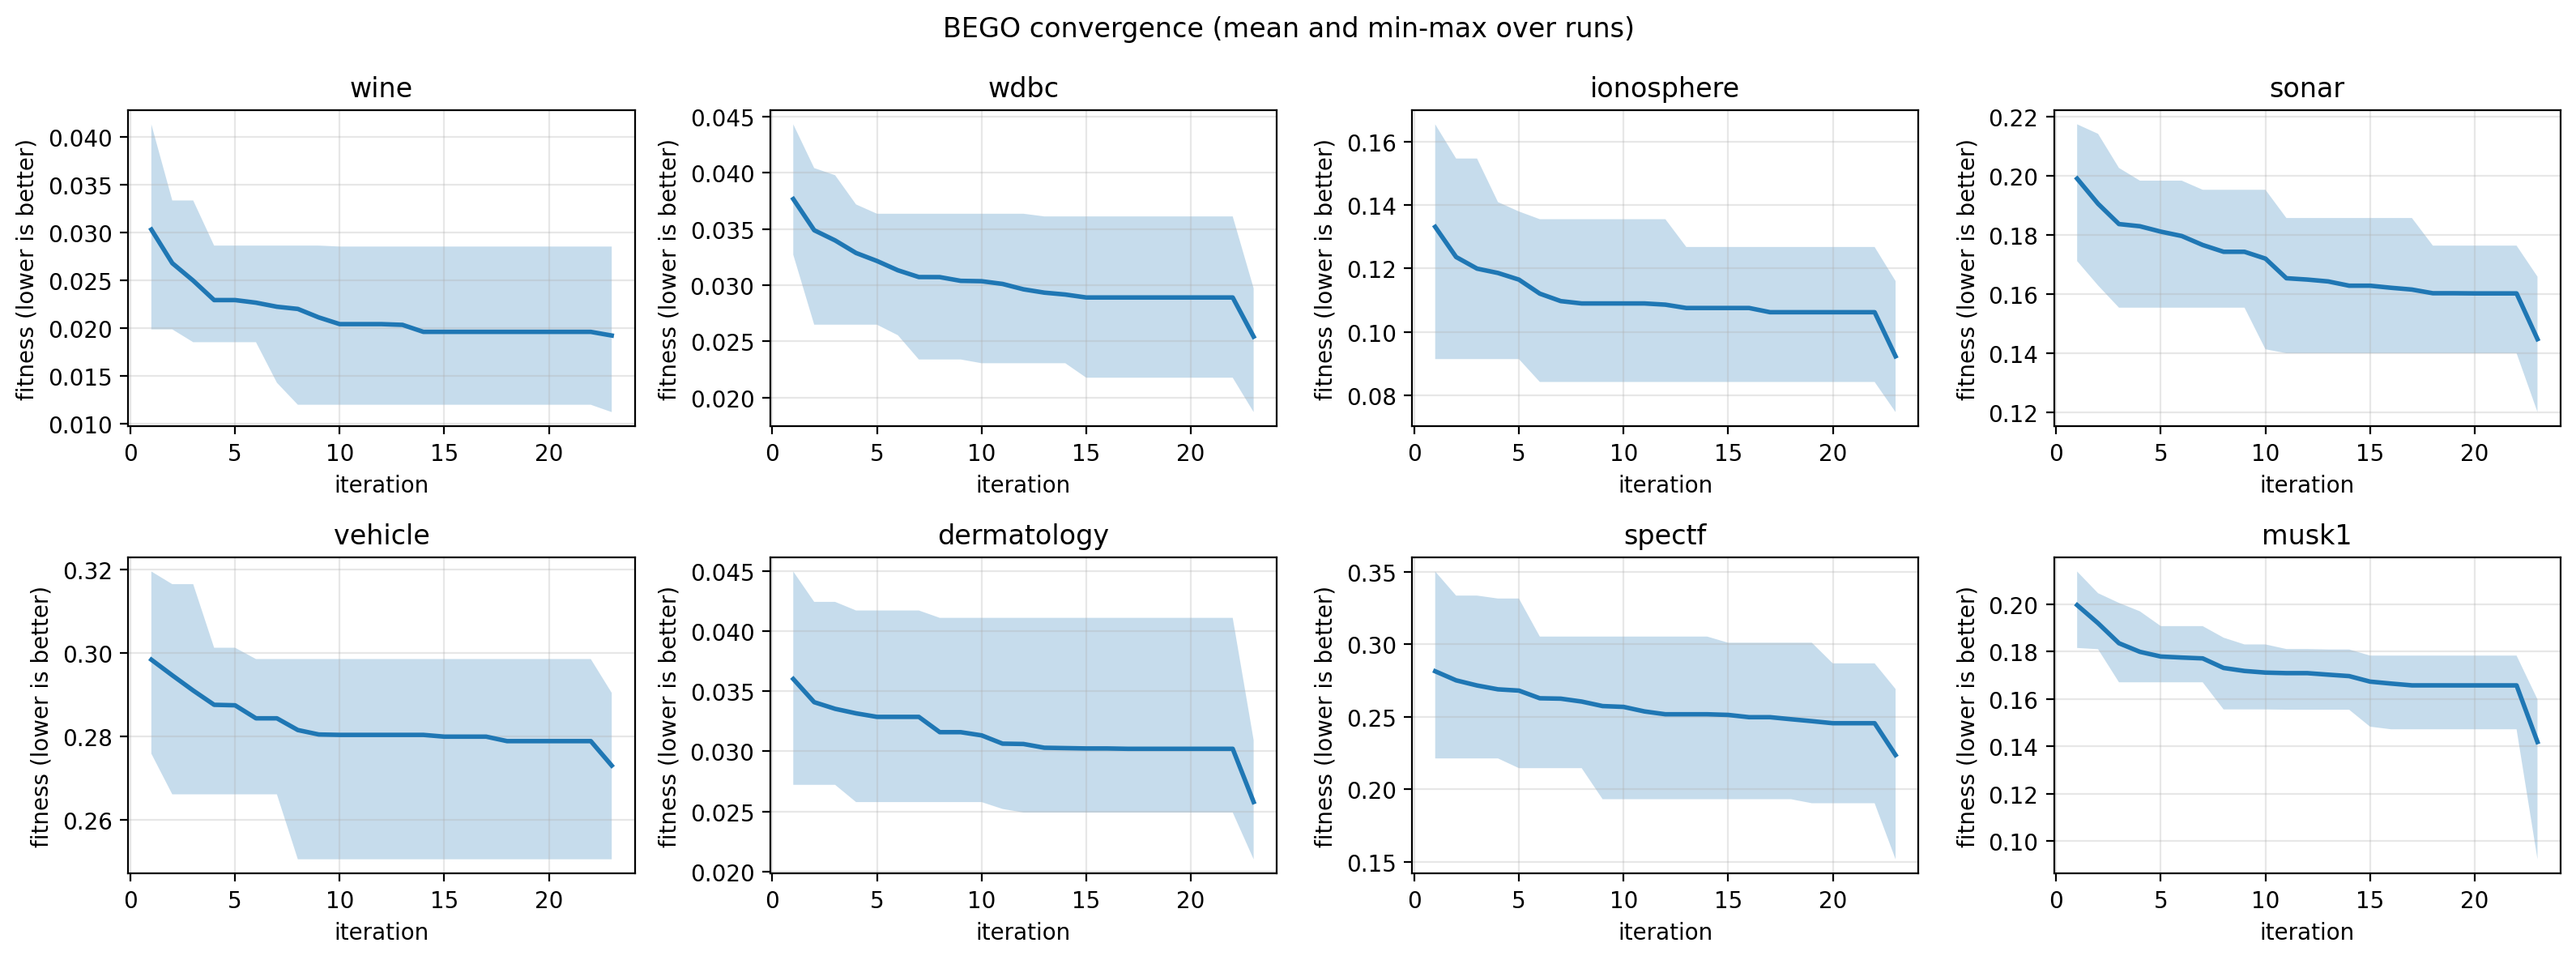 BEGO convergence (mean and min-max over runs)
wine
fitness (lower is better)
0.040
0.035
0.030
0.025
0.020
0.015
0.010
0 5 10 15 20
iteration
wdbc
fitness (lower is better)
0.045
0.040
0.035
0.030
0.025
0.020
0 5 10 15 20
iteration
ionosphere
fitness (lower is better)
0.16
0.14
0.12
0.10
0.08
0 5 10 15 20
iteration
sonar
fitness (lower is better)
0.22
0.20
0.18
0.16
0.14
0.12
0 5 10 15 20
iteration
vehicle
fitness (lower is better)
0.32
0.30
0.28
0.26
0 5 10 15 20
iteration
dermatology
fitness (lower is better)
0.045
0.040
0.035
0.030
0.025
0.020
0 5 10 15 20
iteration
spectf
fitness (lower is better)
0.35
0.30
0.25
0.20
0.15
0 5 10 15 20
iteration
musk1
fitness (lower is better)
0.20
0.18
0.16
0.14
0.12
0.10
0 5 10 15 20
iteration